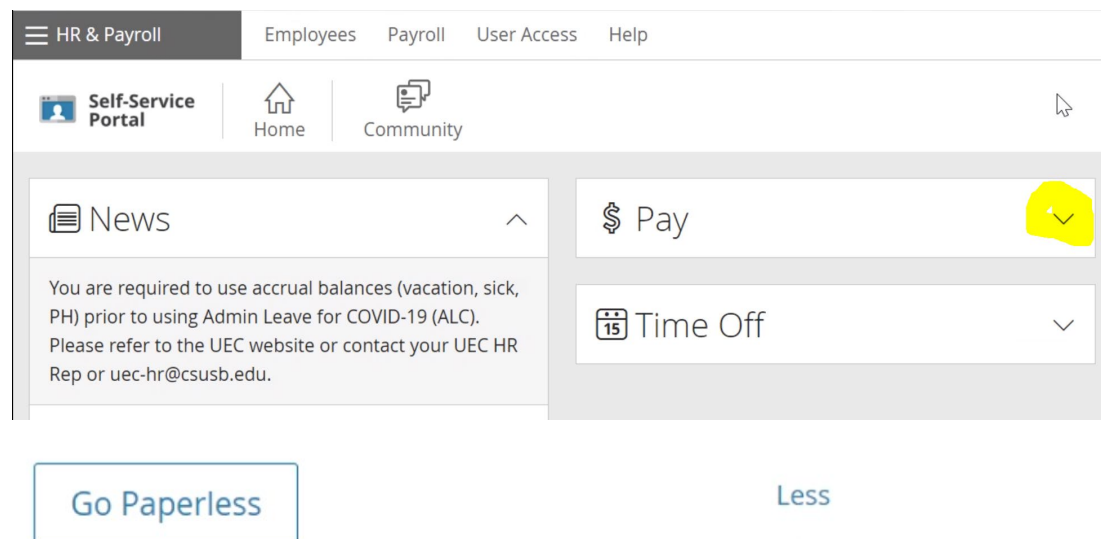 HR & Payroll Employees Payroll User Access Help
Self-Service
Portal
Home
Community
News
You are required to use accrual balances (vacation, sick,
PH) prior to using Admin Leave for COVID-19 (ALC).
Please refer to the UEC website or contact your UEC HR
Rep or uec-hr@csusb.edu.
$ Pay
15 Time Off
Go Paperless
Less